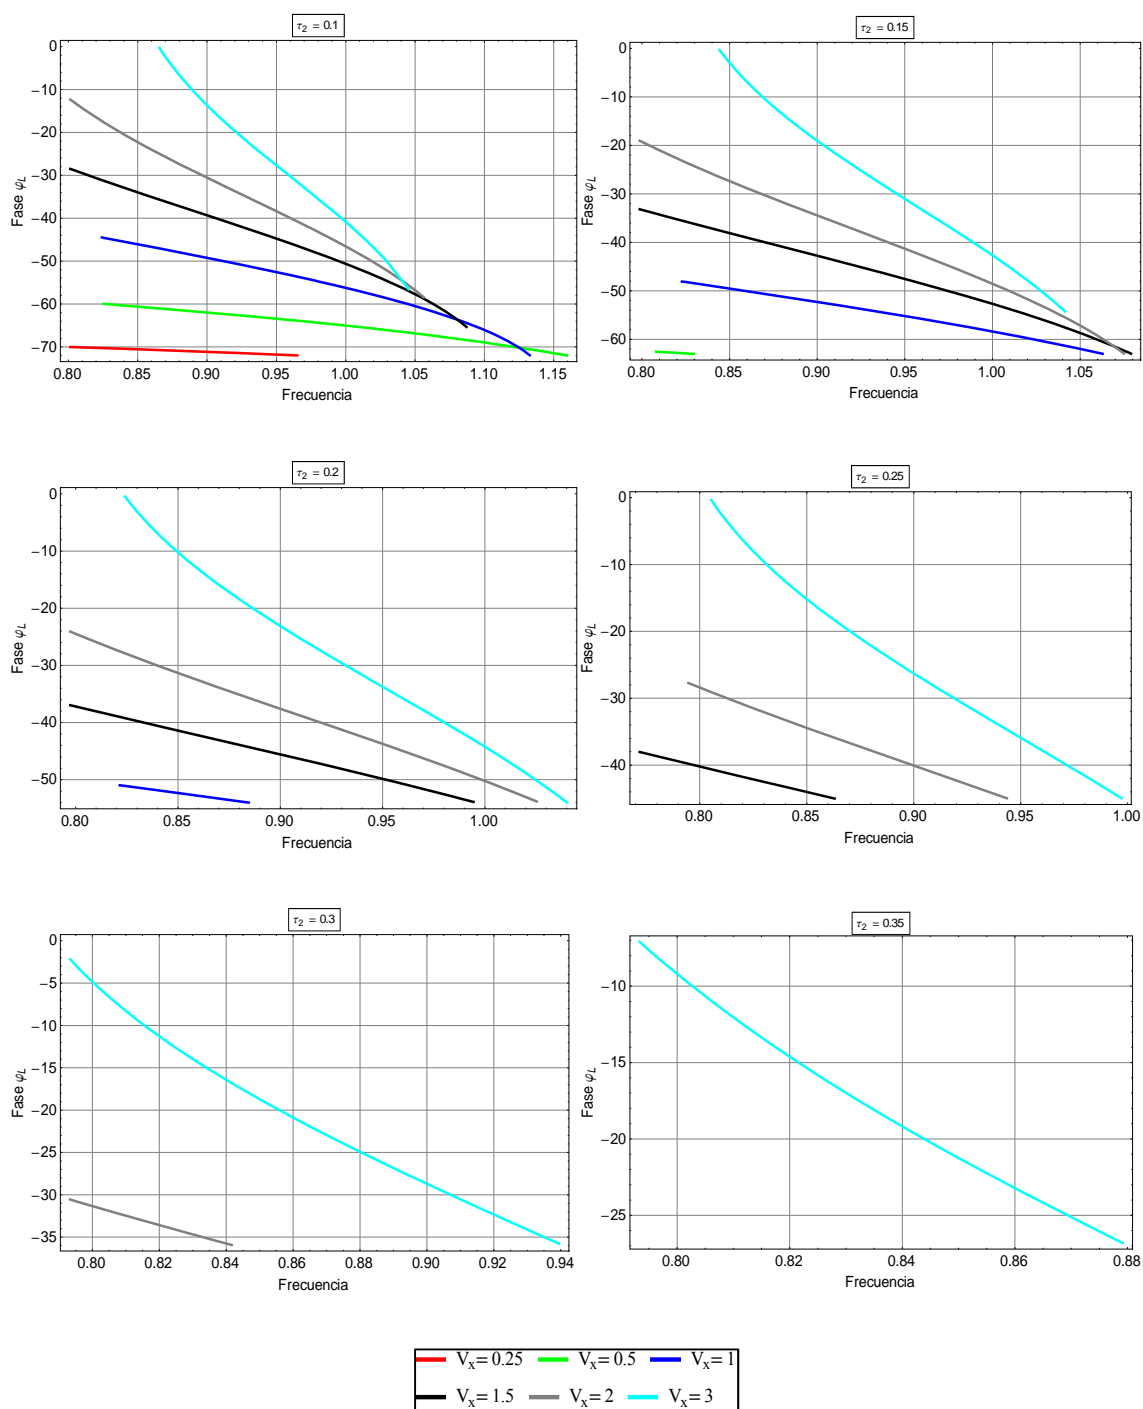 τ₂ = 0.1
0
−10
−20
−30
−40
−50
−60
−70
Fase φL
0.80 0.85 0.90 0.95 1.00 1.05 1.10 1.15
Frecuencia
τ₂ = 0.15
0
−10
−20
−30
−40
−50
−60
Fase φL
0.80 0.85 0.90 0.95 1.00 1.05
Frecuencia
τ₂ = 0.2
0
−10
−20
−30
−40
−50
Fase φL
0.80 0.85 0.90 0.95 1.00
Frecuencia
τ₂ = 0.25
0
−10
−20
−30
−40
Fase φL
0.80 0.85 0.90 0.95 1.00
Frecuencia
τ₂ = 0.3
0
−5
−10
−15
−20
−25
−30
−35
Fase φL
0.80 0.82 0.84 0.86 0.88 0.90 0.92 0.94
Frecuencia
τ₂ = 0.35
−10
−15
−20
−25
Fase φL
0.80 0.82 0.84 0.86 0.88
Frecuencia
Vx= 0.25 Vx= 0.5 Vx= 1
Vx= 1.5 Vx= 2 Vx= 3